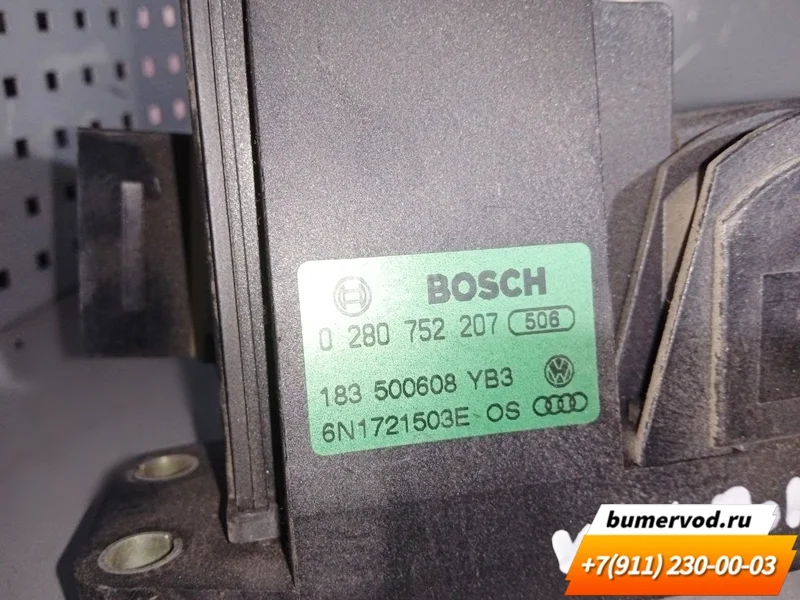 BOSCH
0 280 752 207 506
183 500608 YB3
6N1721503E OS
bumervod.ru
+7(911) 230-00-03